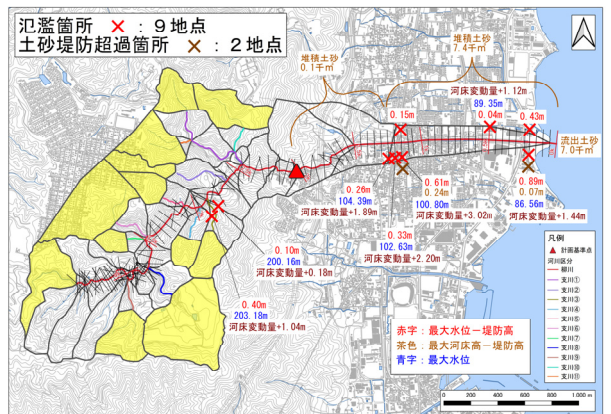 氾濫箇所 × : ９地点
土砂堤防超過箇所 × : ２地点
堆積土砂
7.4千㎥
堆積土砂
0.1千㎥
河床変動量+1.12m
89.35m
0.04m
0.15m
0.43m
流出土砂
7.0千㎥
0.26m
104.39m
河床変動量+1.89m
0.61m
0.24m
100.80m
河床変動量+3.02m
0.89m
0.07m
86.56m
河床変動量+1.44m
0.33m
102.63m
河床変動量+2.20m
0.10m
200.16m
河床変動量+0.18m
0.40m
203.18m
河床変動量+1.04m
赤字：最大水位－堤防高
茶色：最大河床高－堤防高
青字：最大水位
凡例
計画基準点
河川区分
柳川
支川①
支川②
支川③
支川④
支川⑤
支川⑥
支川⑦
支川⑧
支川⑨
支川⑩
支川⑪
0 200 400 600 800 1,000 m